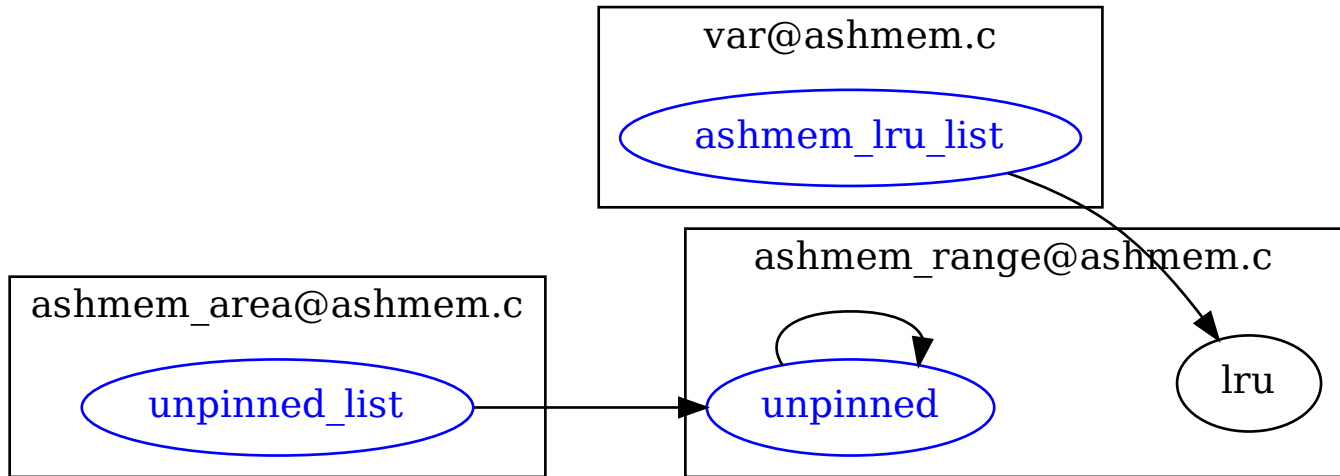 var@ashmem.c
ashmem_lru_list
ashmem_range@ashmem.c
ashmem_area@ashmem.c
unpinned_list
unpinned
lru